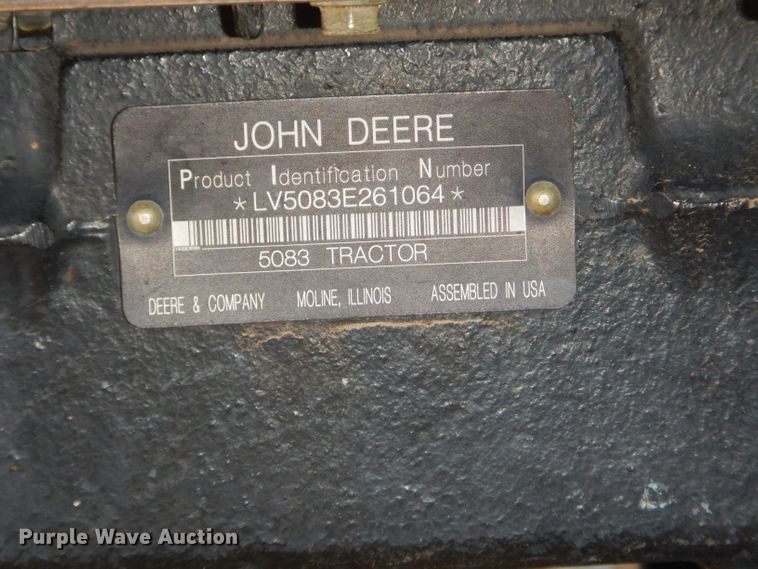 JOHN DEERE
Product Identification Number
*LV5083E261064*
5083 TRACTOR
DEERE & COMPANY MOLINE, ILLINOIS ASSEMBLED IN USA
Purple Wave Auction